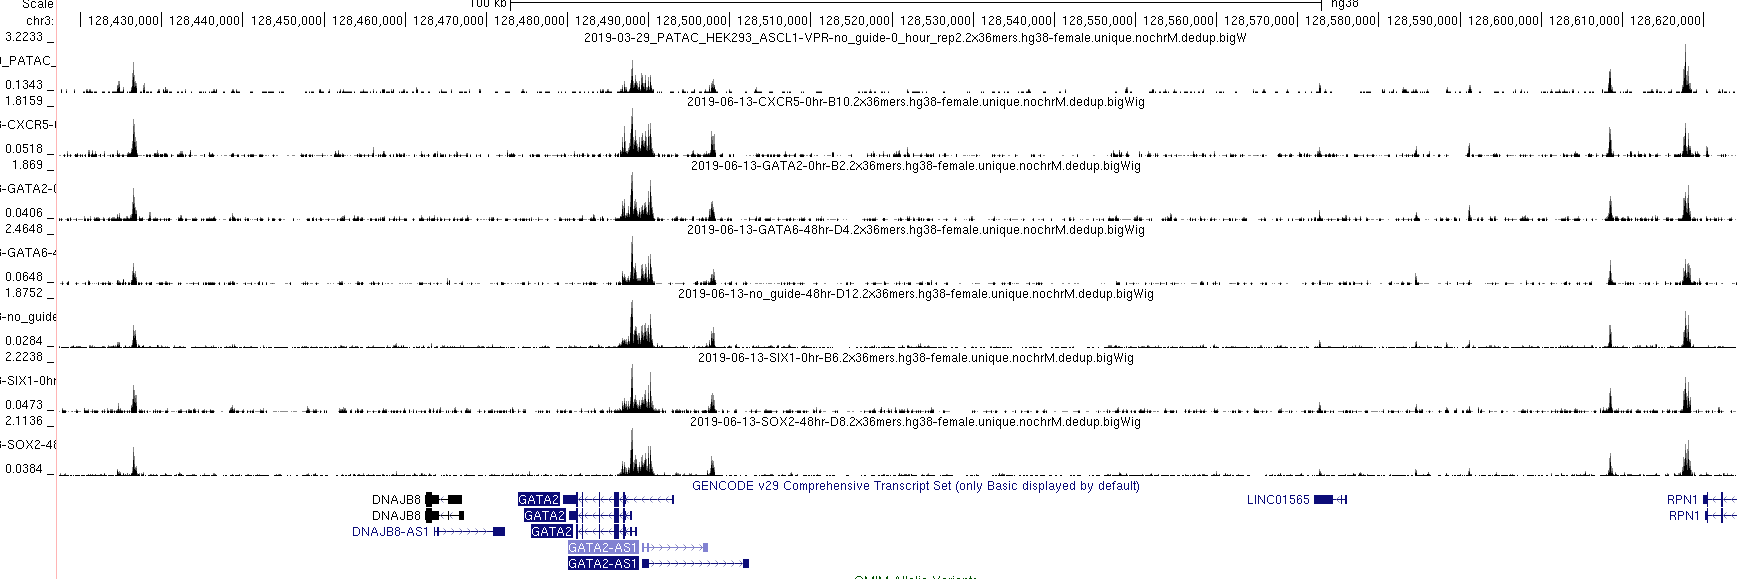 Scale 100 kb hg38
chr3: 128,430,000 128,440,000 128,450,000 128,460,000 128,470,000 128,480,000 128,490,000 128,500,000 128,510,000 128,520,000 128,530,000 128,540,000 128,550,000 128,560,000 128,570,000 128,580,000 128,590,000 128,600,000 128,610,000 128,620,000
3.2233 _ 2019-03-29_PATAC_HEK293_ASCL1-VPR-no_guide-0_hour_rep2.2x36mers.hg38-female.unique.nochrM.dedup.bigW
_PATAC_
0.1343 _
1.8159 _ 2019-06-13-CXCR5-0hr-B10.2x36mers.hg38-female.unique.nochrM.dedup.bigWig
-CXCR5-
0.0518 _
1.869 _ 2019-06-13-GATA2-0hr-B2.2x36mers.hg38-female.unique.nochrM.dedup.bigWig
-GATA2-0
0.0406 _
2.4648 _ 2019-06-13-GATA6-48hr-D4.2x36mers.hg38-female.unique.nochrM.dedup.bigWig
-GATA6-4
0.0648 _
1.8752 _ 2019-06-13-no_guide-48hr-D12.2x36mers.hg38-female.unique.nochrM.dedup.bigWig
-no_guide
0.0284 _
2.2238 _ 2019-06-13-SIX1-0hr-B6.2x36mers.hg38-female.unique.nochrM.dedup.bigWig
-SIX1-0hr
0.0473 _
2.1136 _ 2019-06-13-SOX2-48hr-D8.2x36mers.hg38-female.unique.nochrM.dedup.bigWig
-SOX2-48
0.0384 _
GENCODE v29 Comprehensive Transcript Set (only Basic displayed by default)
DNAJB8 GATA2 LINC01565 RPN1
DNAJB8 GATA2 RPN1
DNAJB8-AS1 GATA2
GATA2-AS1
GATA2-AS1
OMIM Allelic Variants